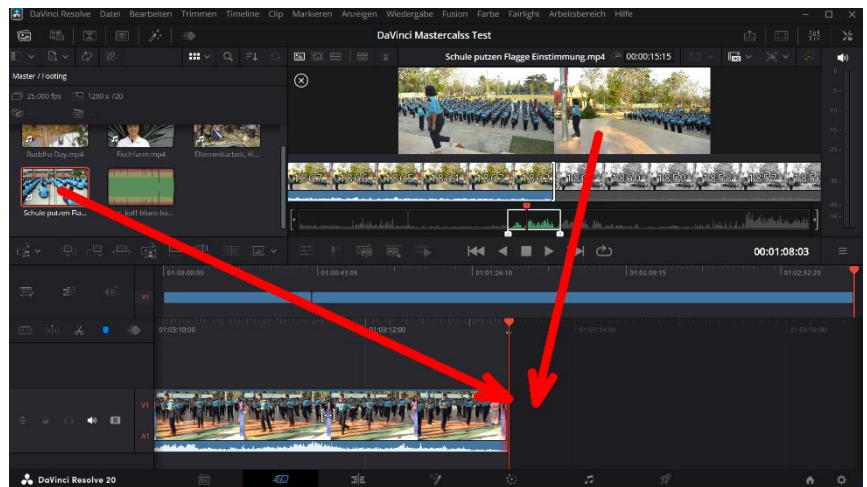 DaVinci Resolve Datei Bearbeiten Trimmen Timeline Clip Markieren Anzeigen Wiedergabe Fusion Farbe Fairlight Arbeitsbereich Hilfe
DaVinci Mastercalss Test
Schule putzen Flagge Einstimmung.mp4 00:00:15:15
Master / Footing
25,000 fps 1280 x 720
Buddha Day.mp4 Fischfarm.mp4 Elternmitarbeit, Ki...
Schule putzen Fla...
00:01:08:03
01:00:00:00 01:00:43:05 01:01:26:10 01:02:09:15 01:02:52:20
V1
01:03:10:00 01:03:12:00 01:03:14:00 01:03:16:00
V1
A1
DaVinci Resolve 20